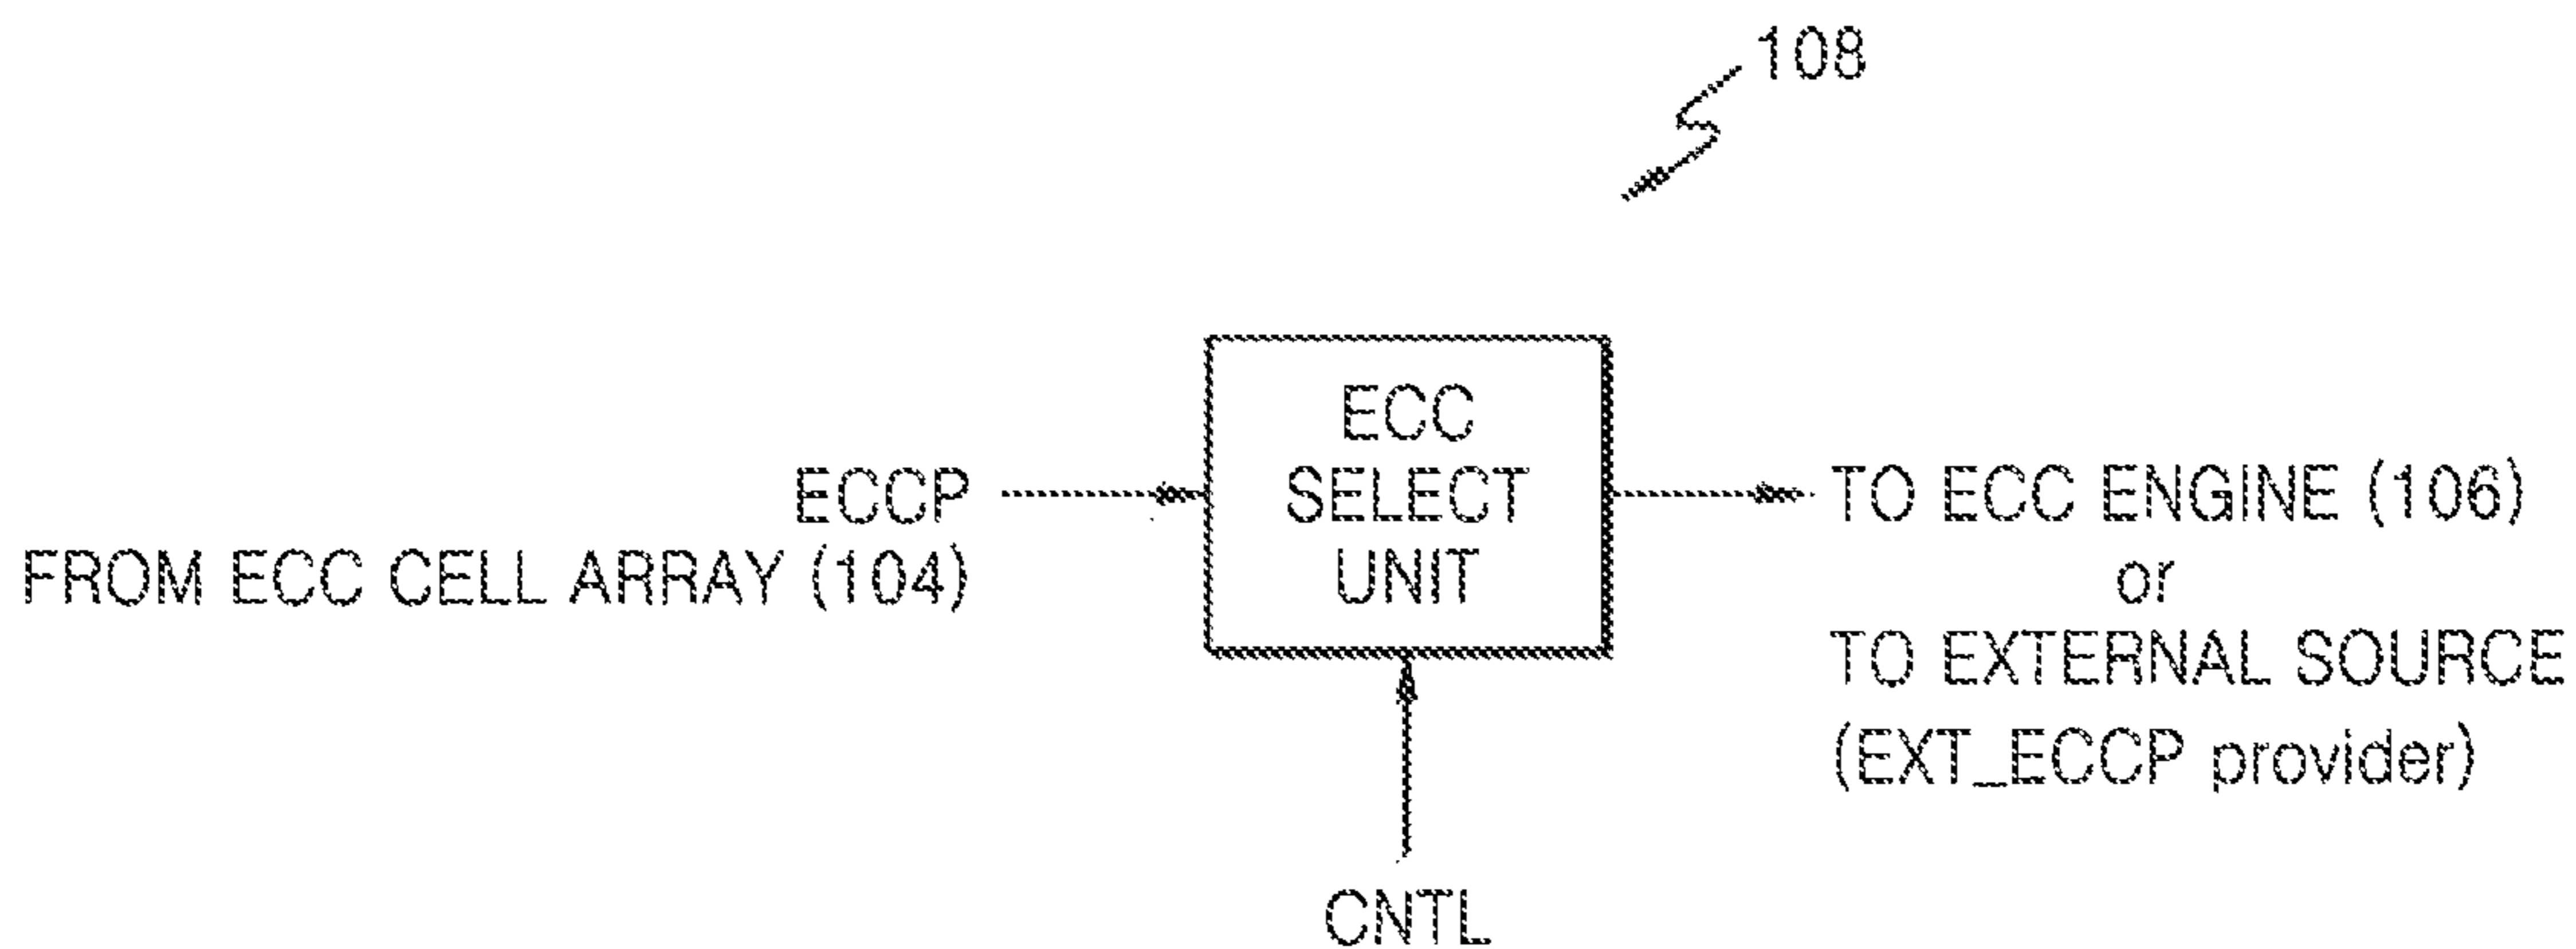 108
ECC
SELECT
UNIT
ECCP
FROM ECC CELL ARRAY (104)
TO ECC ENGINE (106)
or
TO EXTERNAL SOURCE
(EXT_ECCP provider)
CNTL